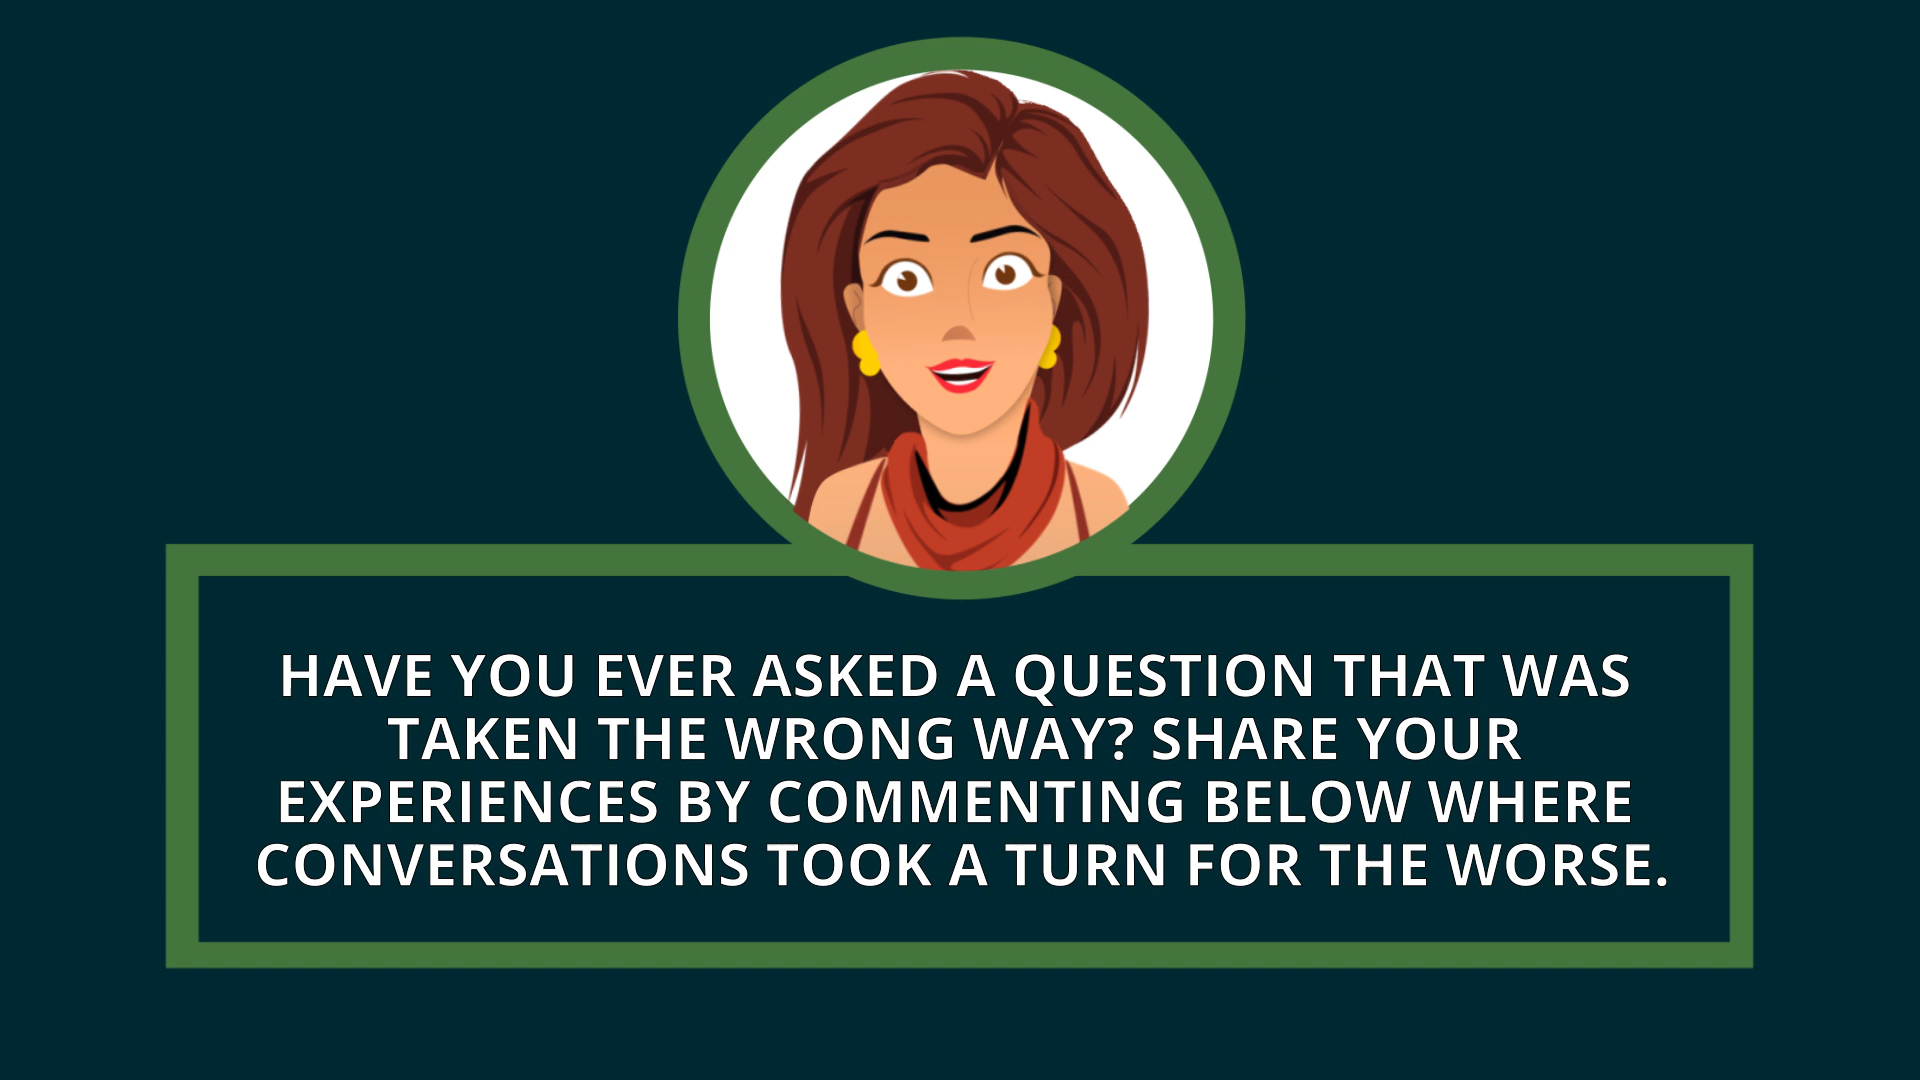 HAVE YOU EVER ASKED A QUESTION THAT WAS
TAKEN THE WRONG WAY? SHARE YOUR
EXPERIENCES BY COMMENTING BELOW WHERE
CONVERSATIONS TOOK A TURN FOR THE WORSE.